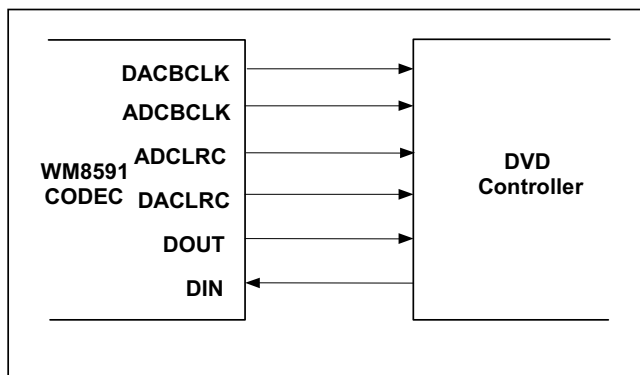 DACBCLK
ADCBCLK
ADCLRC
WM8591
CODEC
DACLRC
DOUT
DIN
DVD
Controller